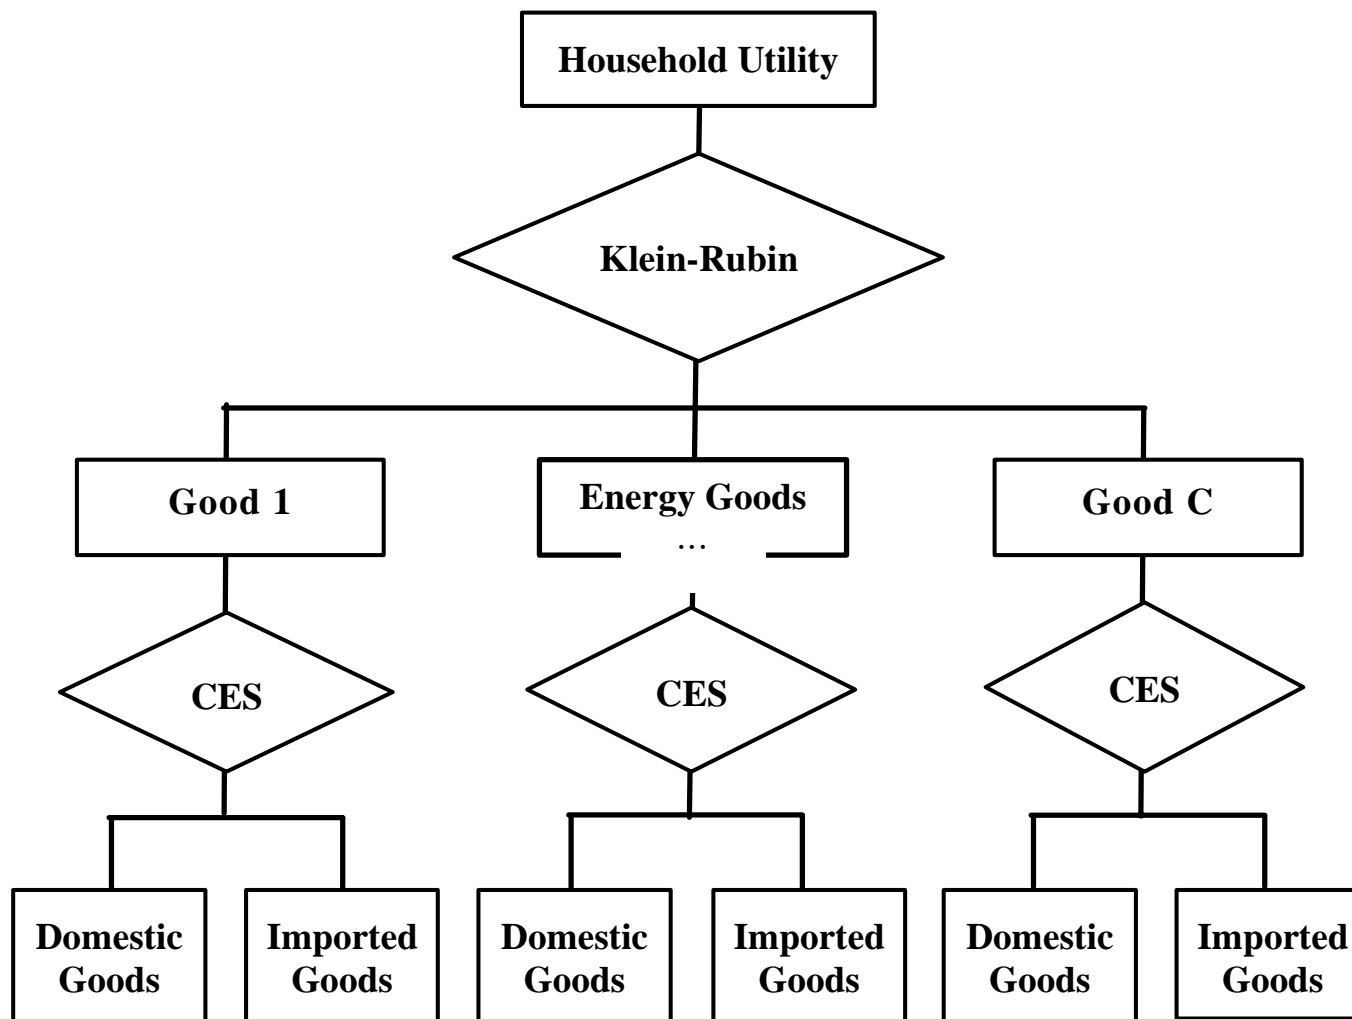 Household Utility
Klein-Rubin
Good 1
Energy Goods
...
Good C
CES
CES
CES
Domestic
Goods
Imported
Goods
Domestic
Goods
Imported
Goods
Domestic
Goods
Imported
Goods